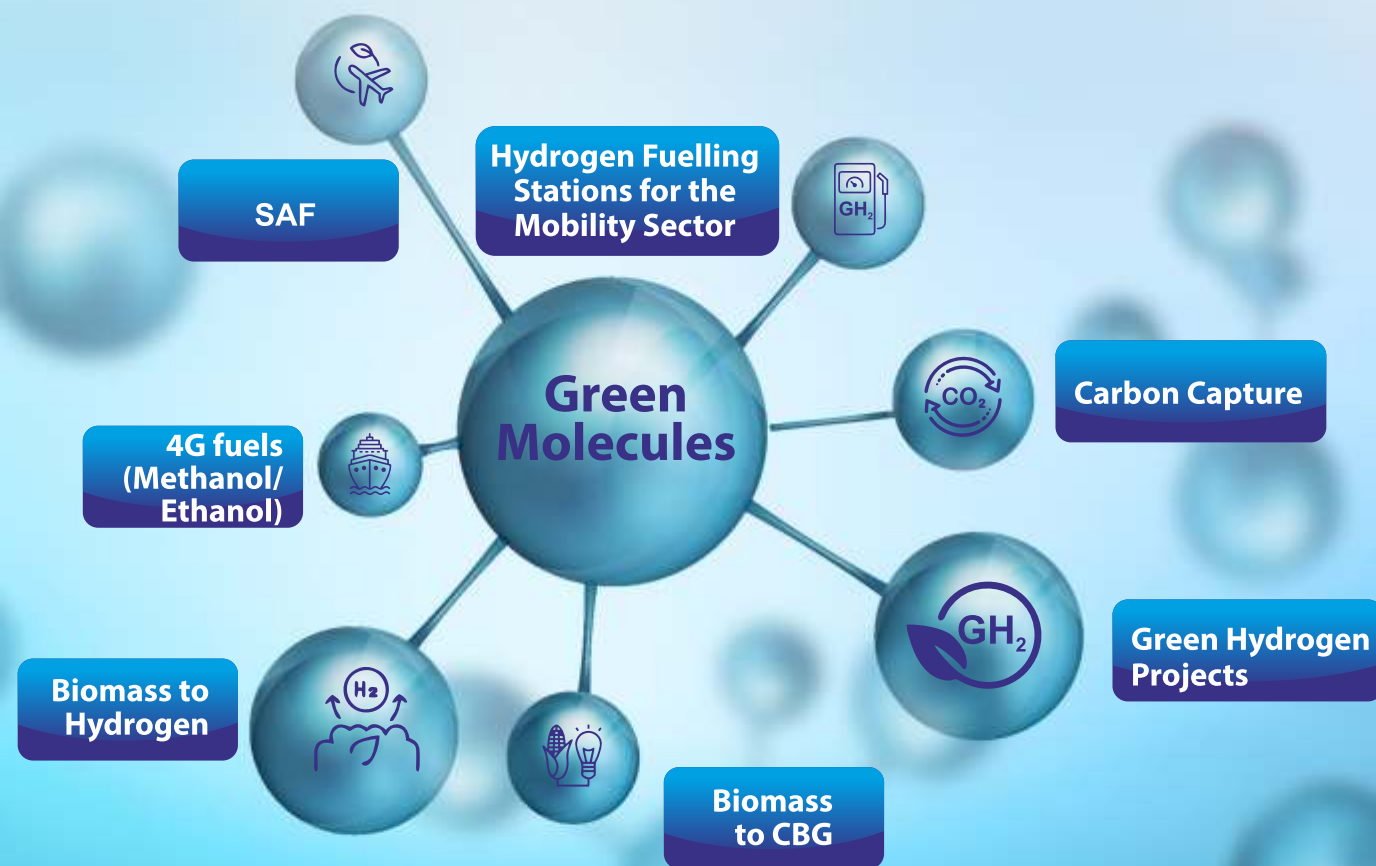 SAF
Hydrogen Fuelling
Stations for the
Mobility Sector
GH₂
Green
Molecules
CO₂
Carbon Capture
4G fuels
(Methanol/
Ethanol)
GH₂
Green Hydrogen
Projects
Biomass to
Hydrogen
H₂
Biomass
to CBG